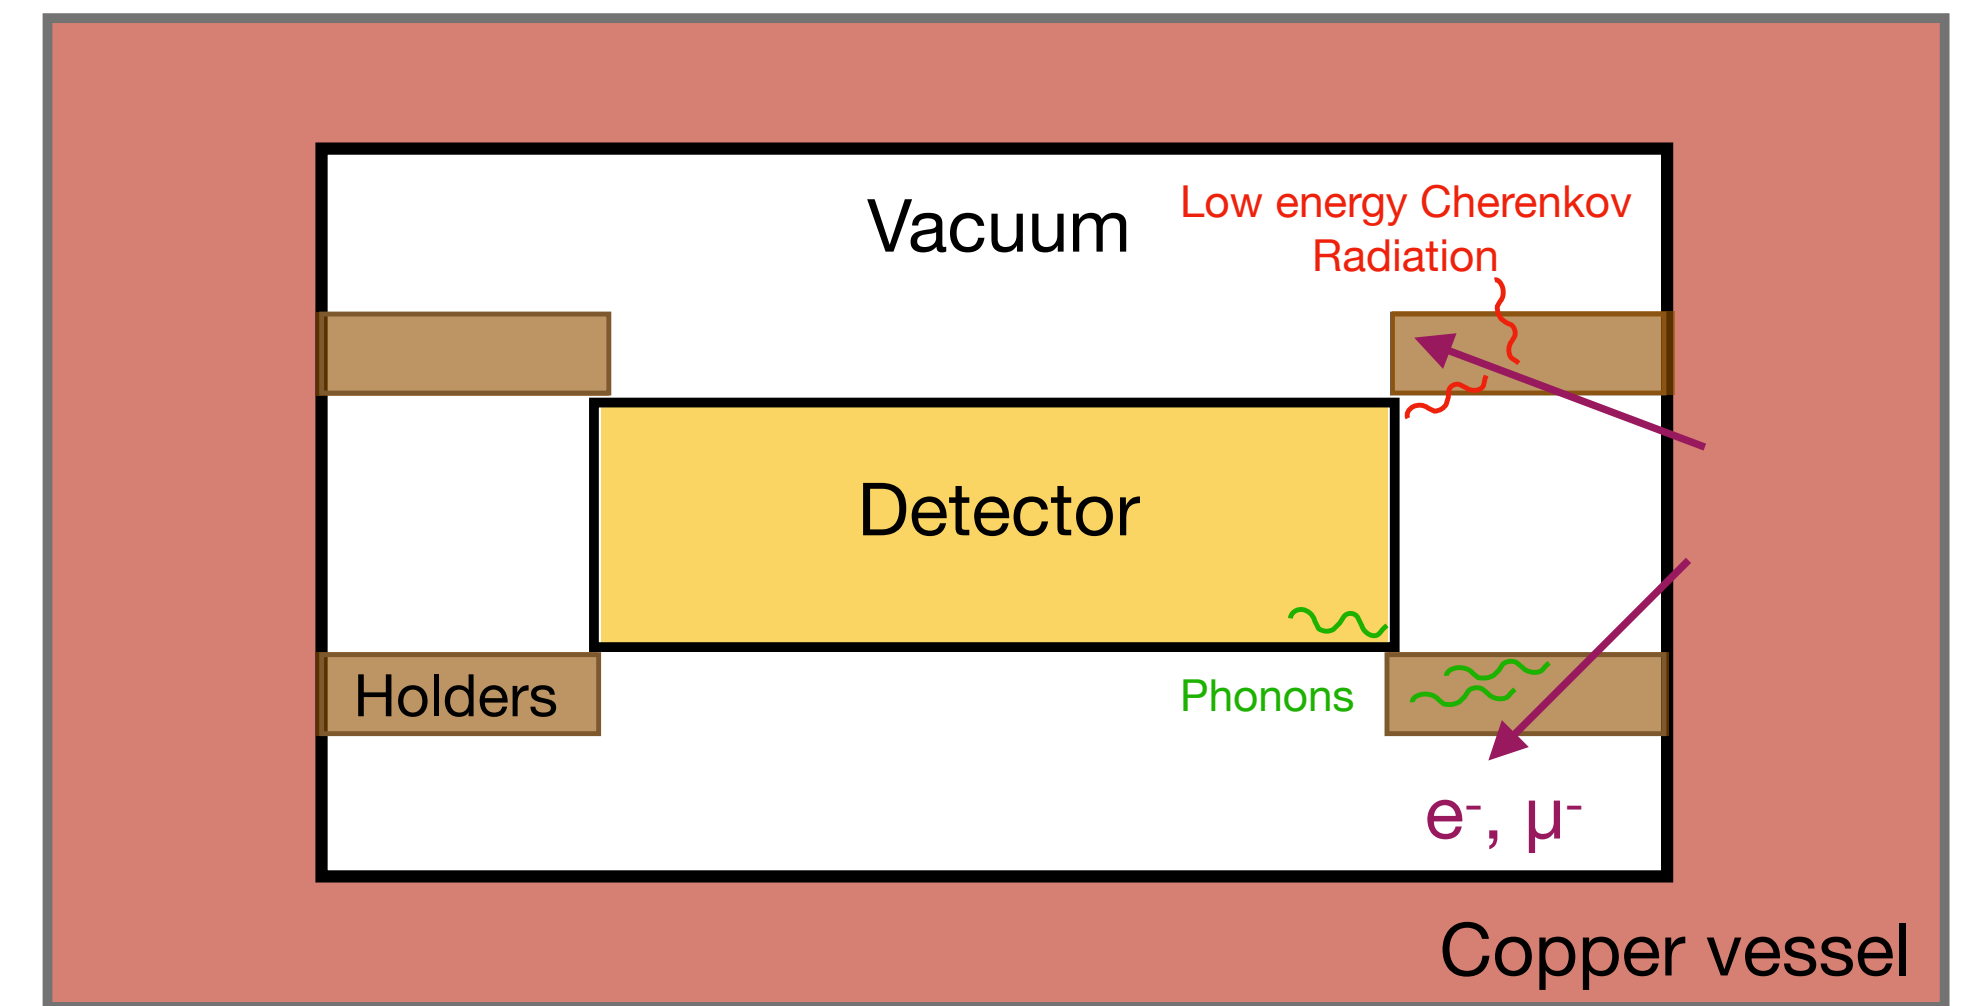 Vacuum
Low energy Cherenkov
Radiation
Detector
Holders
Phonons
e⁻, μ⁻
Copper vessel